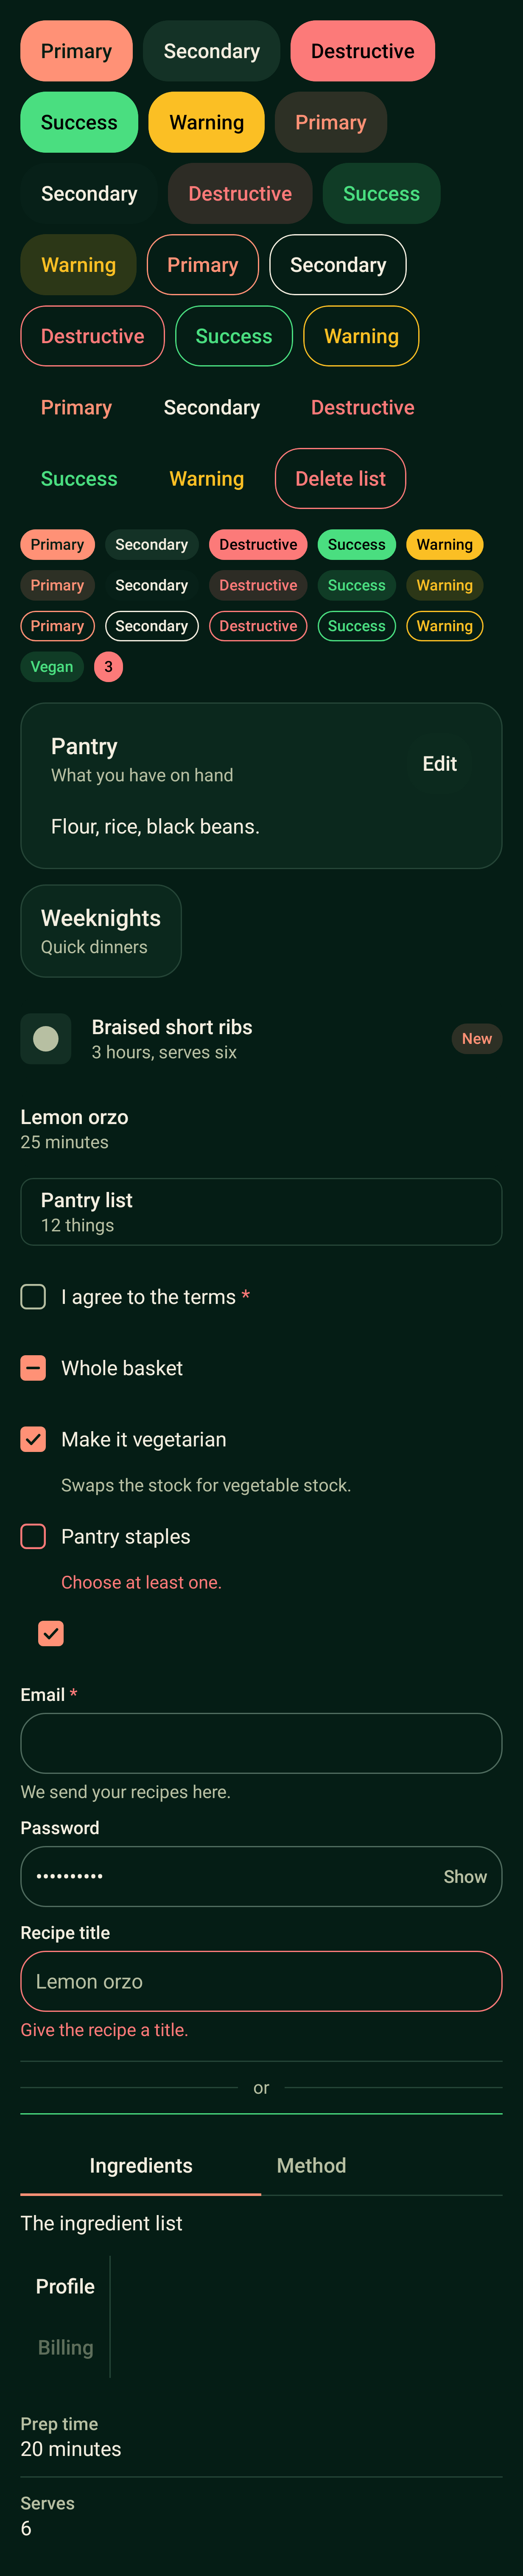 Primary Secondary Destructive
Success Warning Primary
Secondary Destructive Success
Warning Primary Secondary
Destructive Success Warning
Primary Secondary Destructive
Success Warning Delete list
Primary Secondary Destructive Success Warning
Primary Secondary Destructive Success Warning
Primary Secondary Destructive Success Warning
Vegan 3
Pantry
What you have on hand
Edit
Flour, rice, black beans.
Weeknights
Quick dinners
Braised short ribs
3 hours, serves six
New
Lemon orzo
25 minutes
Pantry list
12 things
I agree to the terms *
Whole basket
Make it vegetarian
Swaps the stock for vegetable stock.
Pantry staples
Choose at least one.
Email *
We send your recipes here.
Password
•••••••••• Show
Recipe title
Lemon orzo
Give the recipe a title.
or
Ingredients Method
The ingredient list
Profile
Billing
Prep time
20 minutes
Serves
6